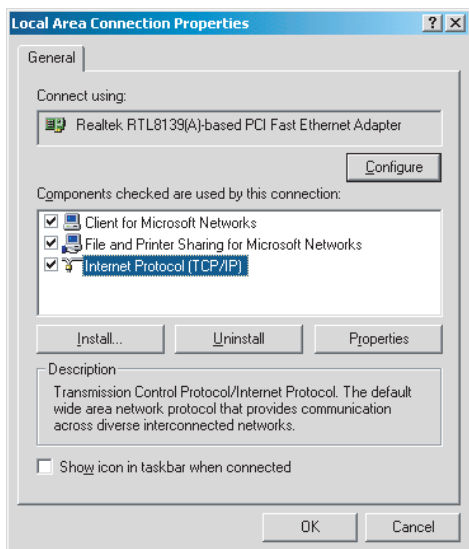 Local Area Connection Properties
General
Connect using:
Realtek RTL8139(A)-based PCI Fast Ethernet Adapter
Configure
Components checked are used by this connection:
Client for Microsoft Networks
File and Printer Sharing for Microsoft Networks
Internet Protocol (TCP/IP)
Install... Uninstall Properties
Description
Transmission Control Protocol/Internet Protocol. The default
wide area network protocol that provides communication
across diverse interconnected networks.
Show icon in taskbar when connected
OK Cancel